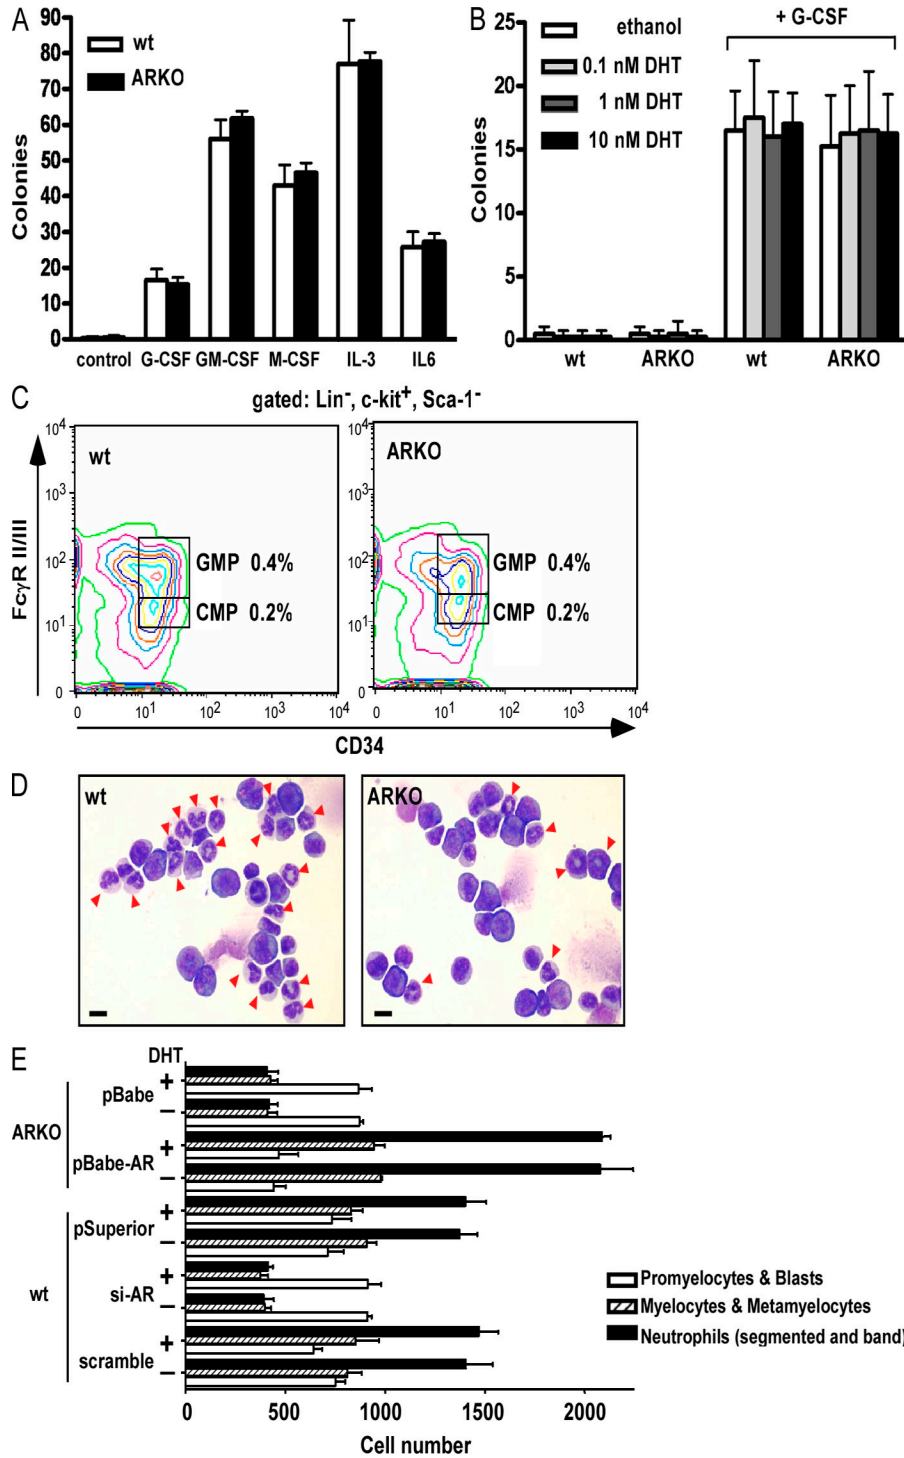 A
90
80
70
60
50
40
30
20
10
0
Colonies
wt
ARKO
control G-CSF GM-CSF M-CSF IL-3 IL6
B
+ G-CSF
25
20
15
10
5
0
Colonies
ethanol
0.1 nM DHT
1 nM DHT
10 nM DHT
wt ARKO wt ARKO
C
gated: Lin⁻, c-kit⁺, Sca-1⁻
FcγR II/III
10⁴
10³
10²
10¹
0
wt
GMP 0.4%
CMP 0.2%
0 10¹ 10² 10³ 10⁴
10⁴
10³
10²
10¹
0
ARKO
GMP 0.4%
CMP 0.2%
0 10¹ 10² 10³ 10⁴
CD34
D
wt
ARKO
E
DHT
ARKO
pBabe + −
pBabe-AR + −
wt
pSuperior + −
si-AR + −
scramble + −
0 500 1000 1500 2000
Cell number
Promyelocytes & Blasts
Myelocytes & Metamyelocytes
Neutrophils (segmented and band)